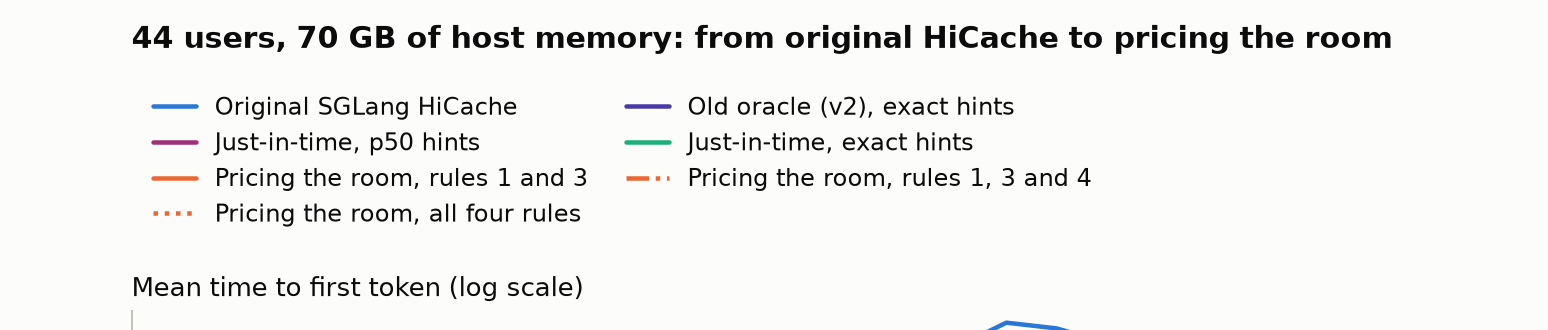 44 users, 70 GB of host memory: from original HiCache to pricing the room
Original SGLang HiCache
Old oracle (v2), exact hints
Just-in-time, p50 hints
Just-in-time, exact hints
Pricing the room, rules 1 and 3
Pricing the room, rules 1, 3 and 4
Pricing the room, all four rules
Mean time to first token (log scale)